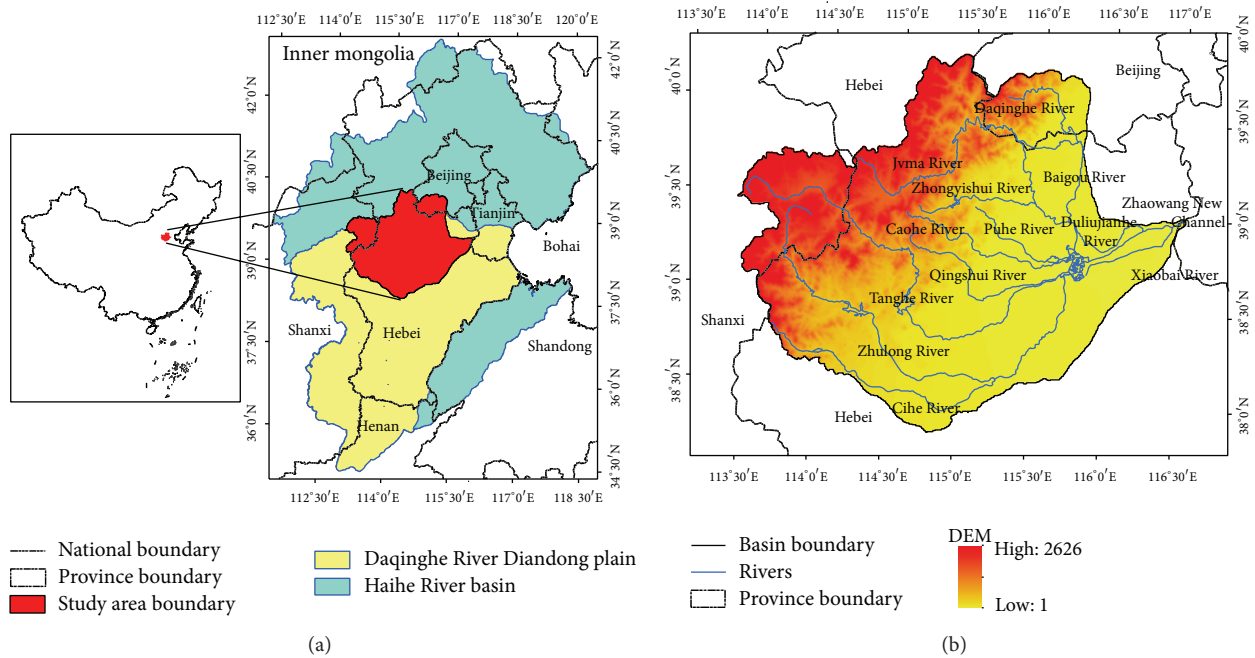 112°30′E 114°0′E 115°30′E 117°0′E 118°30′E 120°0′E
Inner mongolia
42°0′N
42°0′N
40°30′N
40°30′N
39°0′N
39°0′N
37°30′N
37°30′N
36°0′N
36°0′N
34°30′N
Beijing
Tianjin
Bohai
Shanxi
Hebei
Shandong
Henan
112°30′E 114°0′E 115°30′E 117°0′E 118°30′E
National boundary
Province boundary
Study area boundary
Daqinghe River Diandong plain
Haihe River basin
(a)
113°30′E 114°0′E 114°30′E 115°0′E 115°30′E 116°0′E 116°30′E 117°0′E
40°0′N
40°0′N
39°30′N
39°30′N
39°0′N
39°0′N
38°30′N
38°30′N
38°0′N
Hebei
Beijing
Daqinghe River
Jvma River
Zhongyishui River
Baigou River
Zhaowang New
Channel
Caohe River
Puhe River
Duliujianhe
River
Qingshui River
Xiaobai River
Tanghe River
Shanxi
Zhulong River
Cihe River
Hebei
113°30′E 114°0′E 114°30′E 115°0′E 115°30′E 116°0′E 116°30′E
Basin boundary
Rivers
Province boundary
DEM
High: 2626
Low: 1
(b)